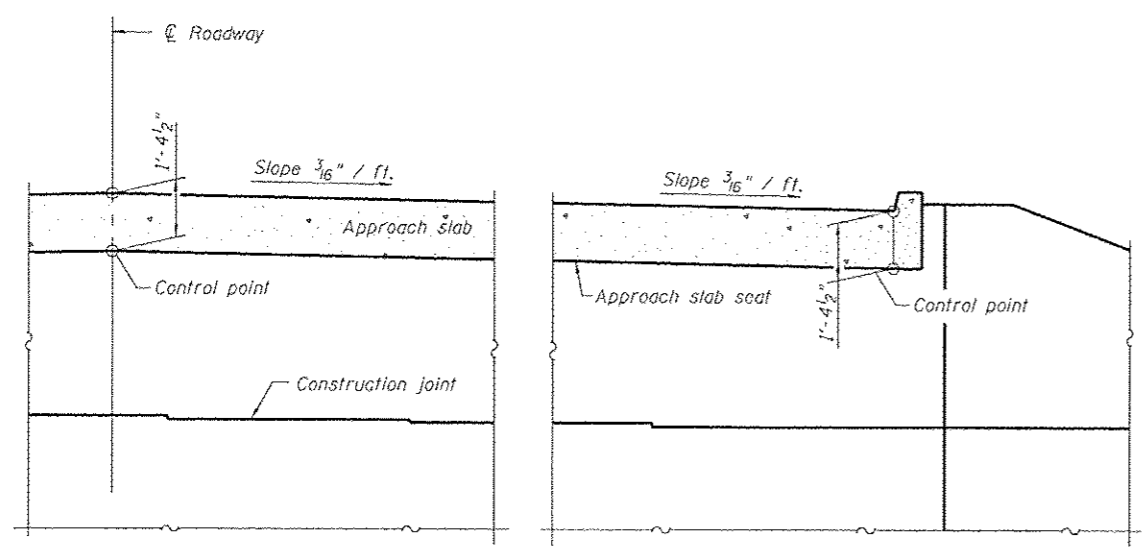 ℄ Roadway
1'-4½"
Slope 3/16" / ft.
Approach slab
Control point
Construction joint
Slope 3/16" / ft.
Approach slab seat
1'-4½"
Control point